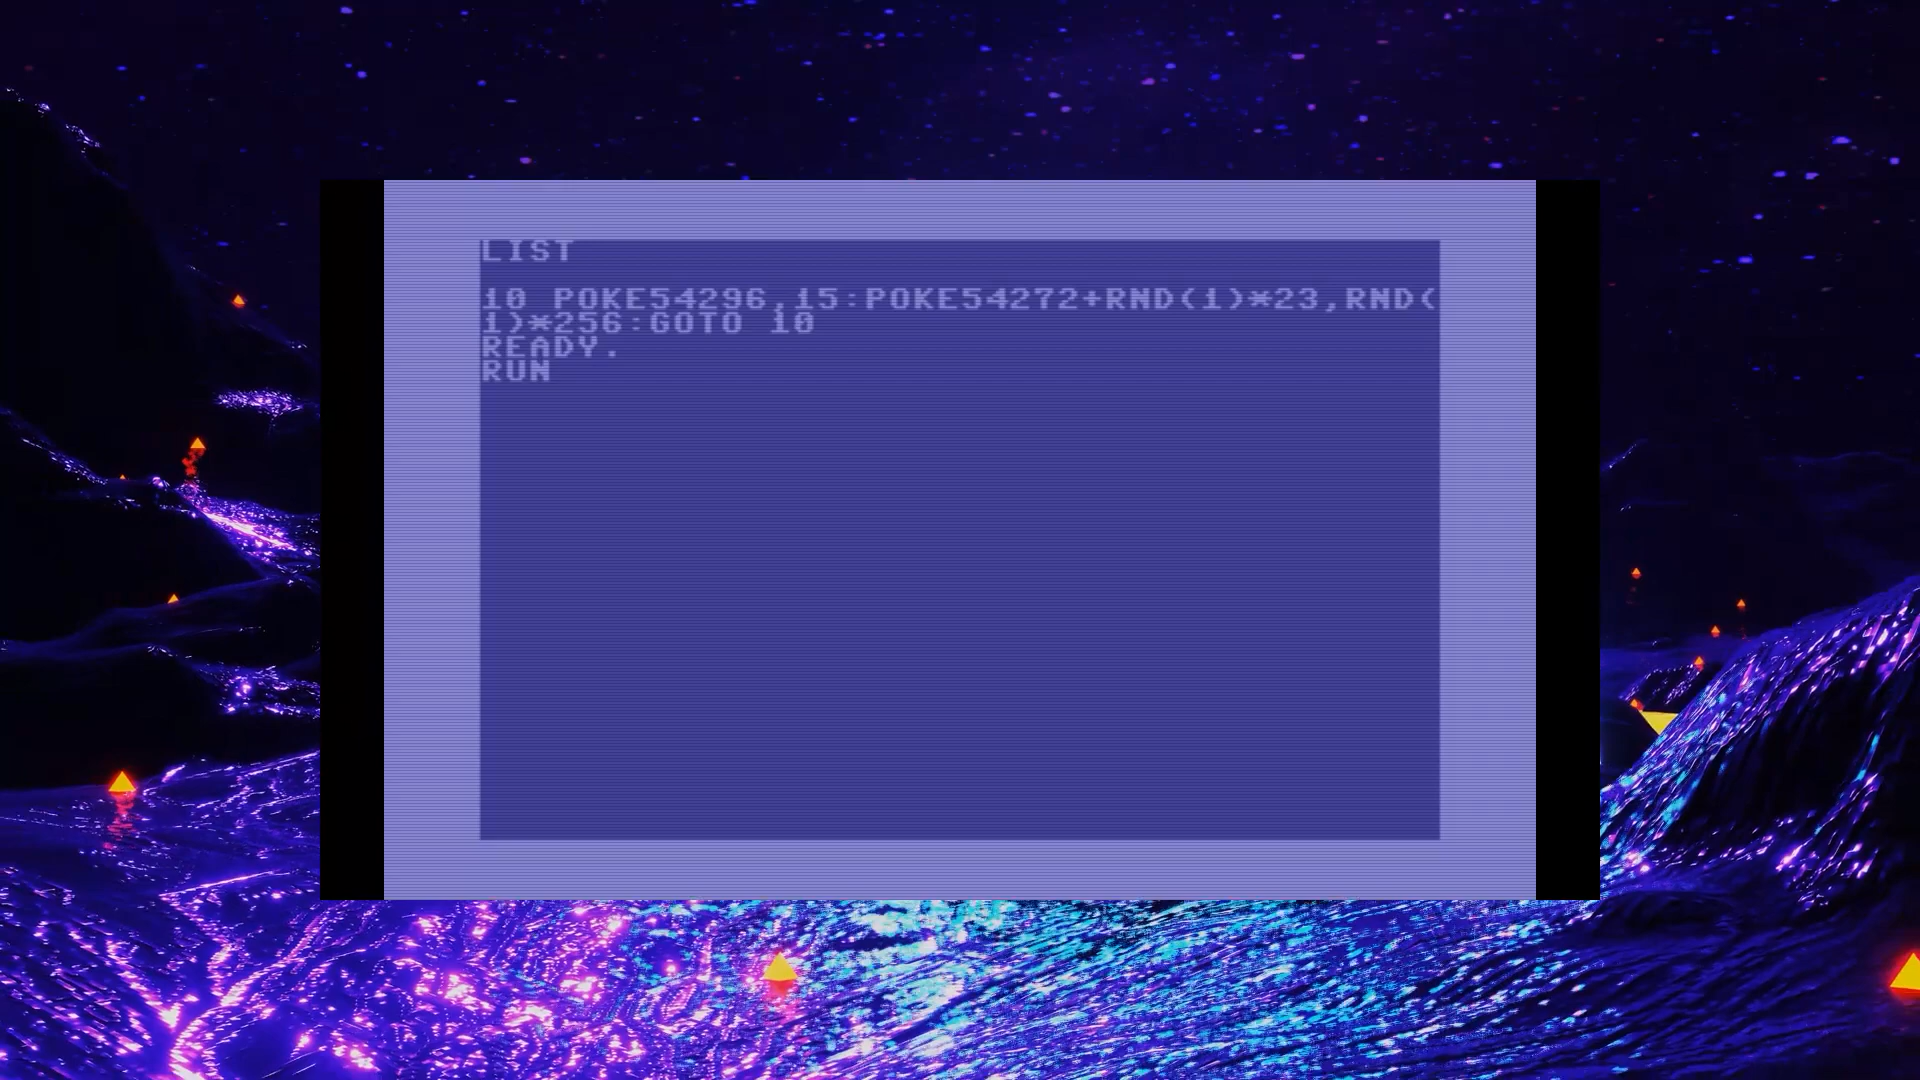 LIST
10 POKE54296,15:POKE54272+RND(1)*23,RND(
1)*256:GOTO 10
READY.
RUN